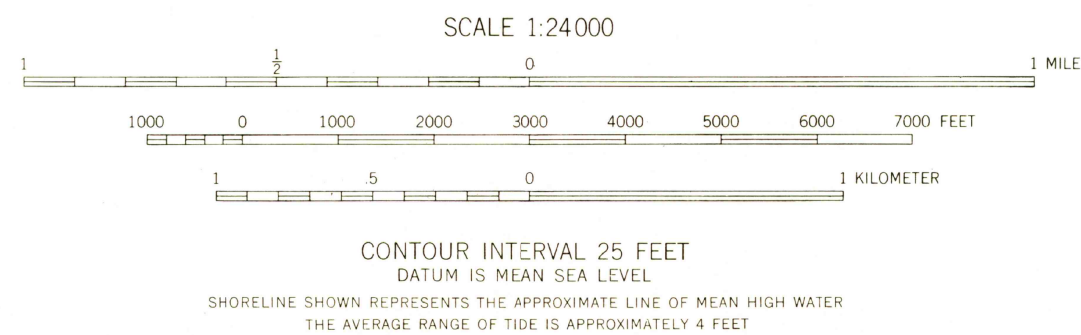 SCALE 1:24000
1 1/2 0 1 MILE
1000 0 1000 2000 3000 4000 5000 6000 7000 FEET
1 .5 0 1 KILOMETER
CONTOUR INTERVAL 25 FEET
DATUM IS MEAN SEA LEVEL
SHORELINE SHOWN REPRESENTS THE APPROXIMATE LINE OF MEAN HIGH WATER
THE AVERAGE RANGE OF TIDE IS APPROXIMATELY 4 FEET